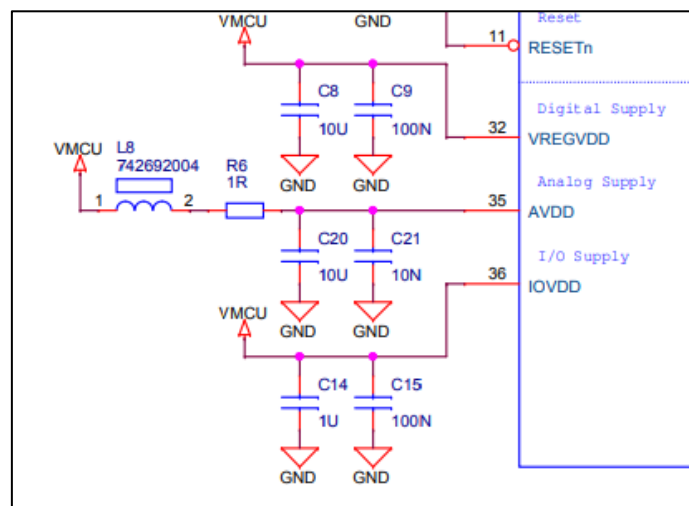 VMCU
GND
Reset
11
RESETn
C8
10U
C9
100N
Digital Supply
32
VREGVDD
GND
GND
VMCU
L8
742692004
1
2
R6
1R
Analog Supply
35
AVDD
C20
10U
C21
10N
I/O Supply
36
IOVDD
GND
GND
VMCU
C14
1U
C15
100N
GND
GND